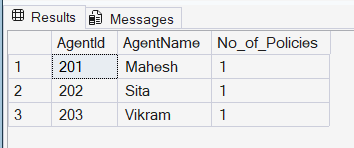 Results Messages
AgentId AgentName No_of_Policies
1 201 Mahesh 1
2 202 Sita 1
3 203 Vikram 1